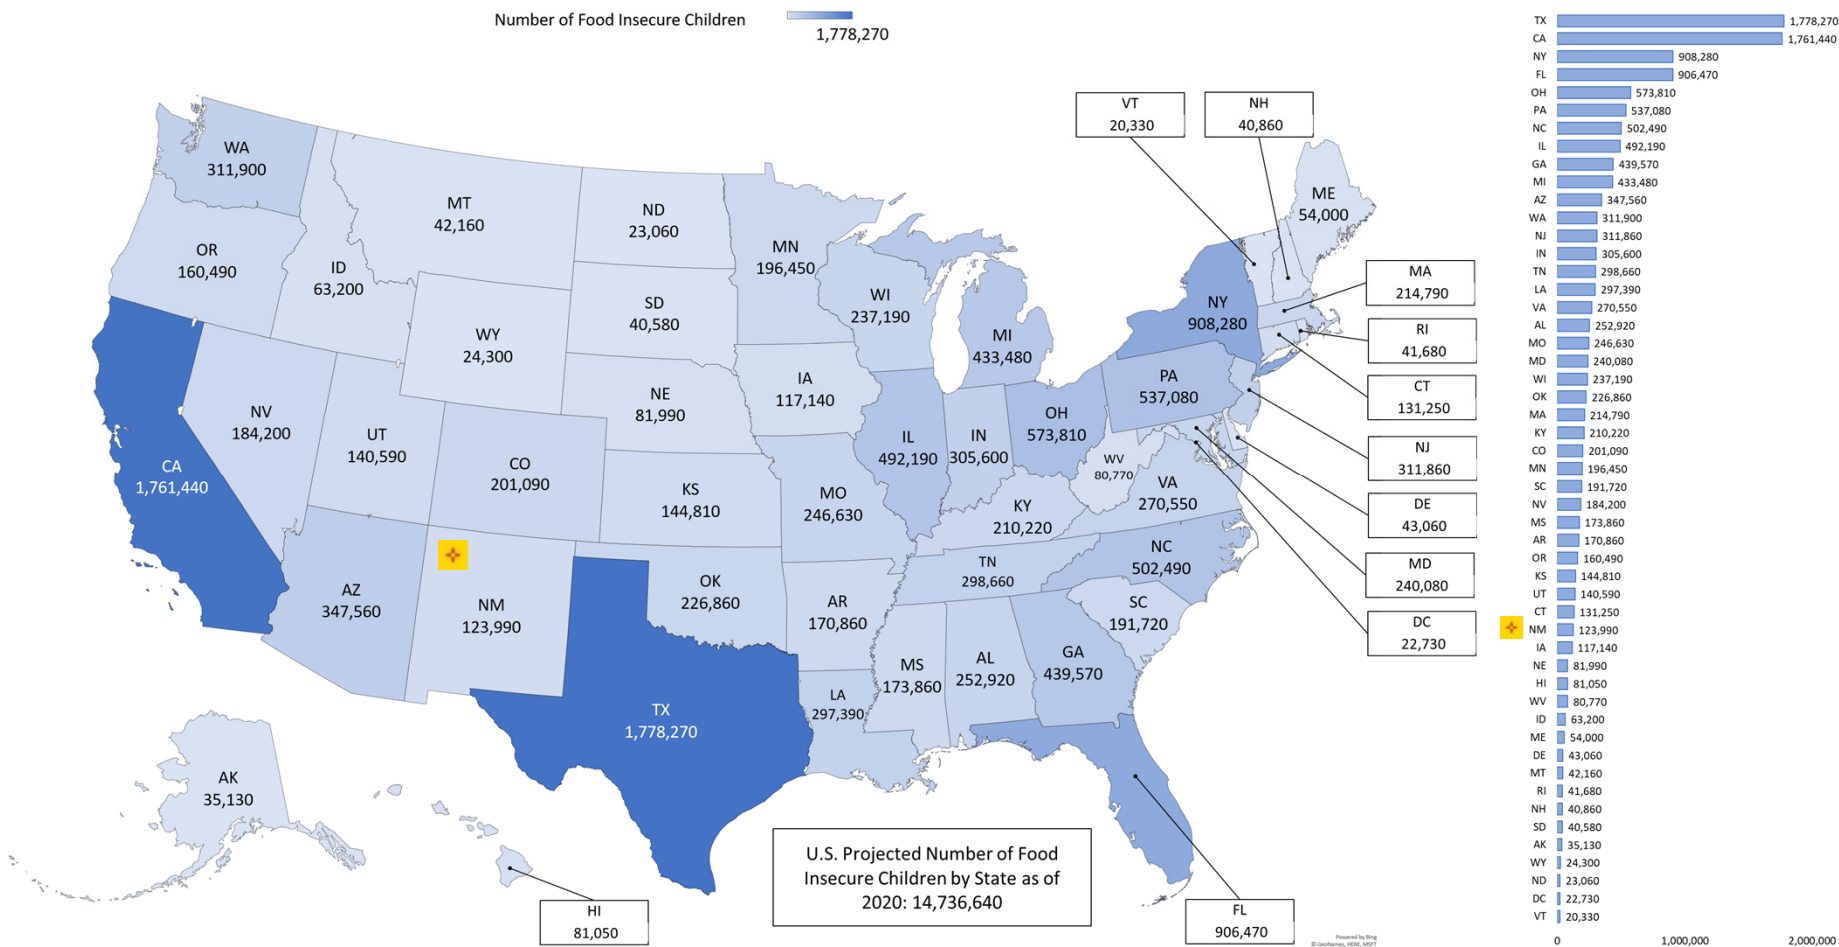 Number of Food Insecure Children
1,778,270
WA
311,900
OR
160,490
CA
1,761,440
ID
63,200
NV
184,200
MT
42,160
WY
24,300
UT
140,590
AZ
347,560
CO
201,090
NM
123,990
ND
23,060
SD
40,580
NE
81,990
KS
144,810
OK
226,860
TX
1,778,270
MN
196,450
IA
117,140
MO
246,630
AR
170,860
LA
297,390
WI
237,190
IL
492,190
MI
433,480
IN
305,600
OH
573,810
KY
210,220
TN
298,660
MS
173,860
AL
252,920
GA
439,570
SC
191,720
NC
502,490
VA
270,550
WV
80,770
PA
537,080
NY
908,280
ME
54,000
VT
20,330
NH
40,860
MA
214,790
RI
41,680
CT
131,250
NJ
311,860
DE
43,060
MD
240,080
DC
22,730
FL
906,470
AK
35,130
HI
81,050
U.S. Projected Number of Food
Insecure Children by State as of
2020: 14,736,640
Powered by Bing
© GeoNames, HERE, MSFT
TX 1,778,270
CA 1,761,440
NY 908,280
FL 906,470
OH 573,810
PA 537,080
NC 502,490
IL 492,190
GA 439,570
MI 433,480
AZ 347,560
WA 311,900
NJ 311,860
IN 305,600
TN 298,660
LA 297,390
VA 270,550
AL 252,920
MO 246,630
MD 240,080
WI 237,190
OK 226,860
MA 214,790
KY 210,220
CO 201,090
MN 196,450
SC 191,720
NV 184,200
MS 173,860
AR 170,860
OR 160,490
KS 144,810
UT 140,590
CT 131,250
NM 123,990
IA 117,140
NE 81,990
HI 81,050
WV 80,770
ID 63,200
ME 54,000
DE 43,060
MT 42,160
RI 41,680
NH 40,860
SD 40,580
AK 35,130
WY 24,300
ND 23,060
DC 22,730
VT 20,330
0 1,000,000 2,000,000